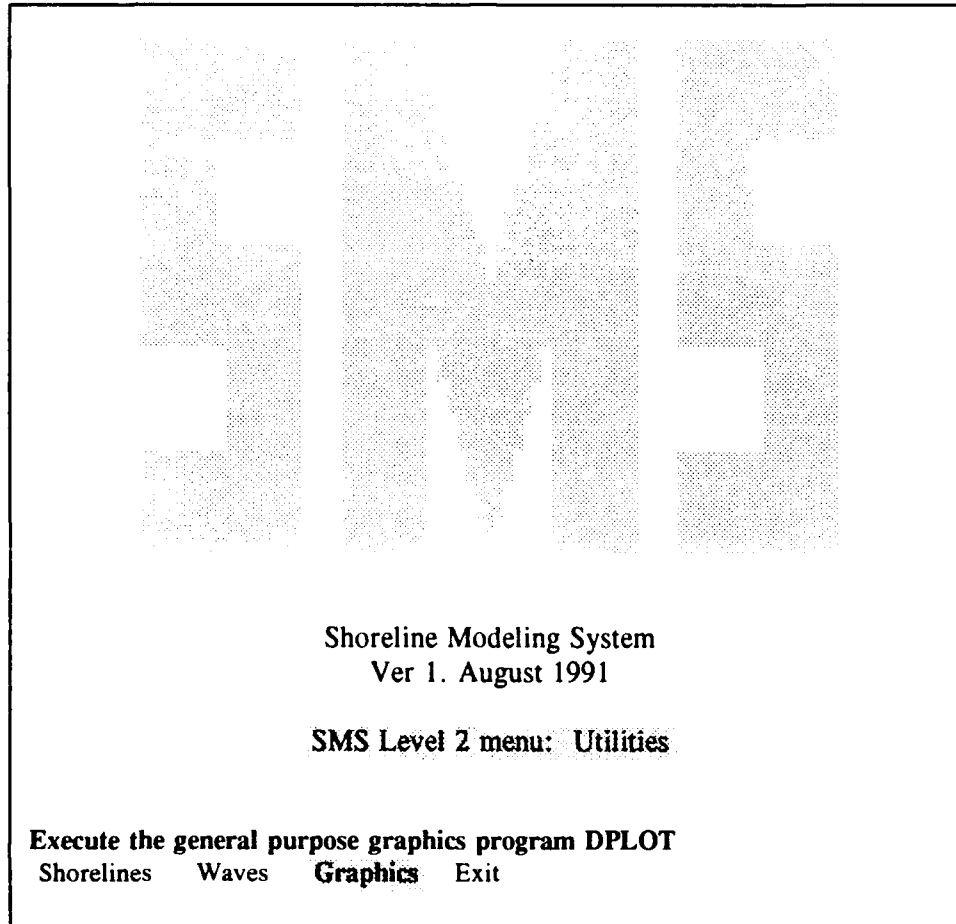 SMS
Shoreline Modeling System
Ver 1. August 1991
SMS Level 2 menu: Utilities
Execute the general purpose graphics program DPLOT
Shorelines Waves Graphics Exit